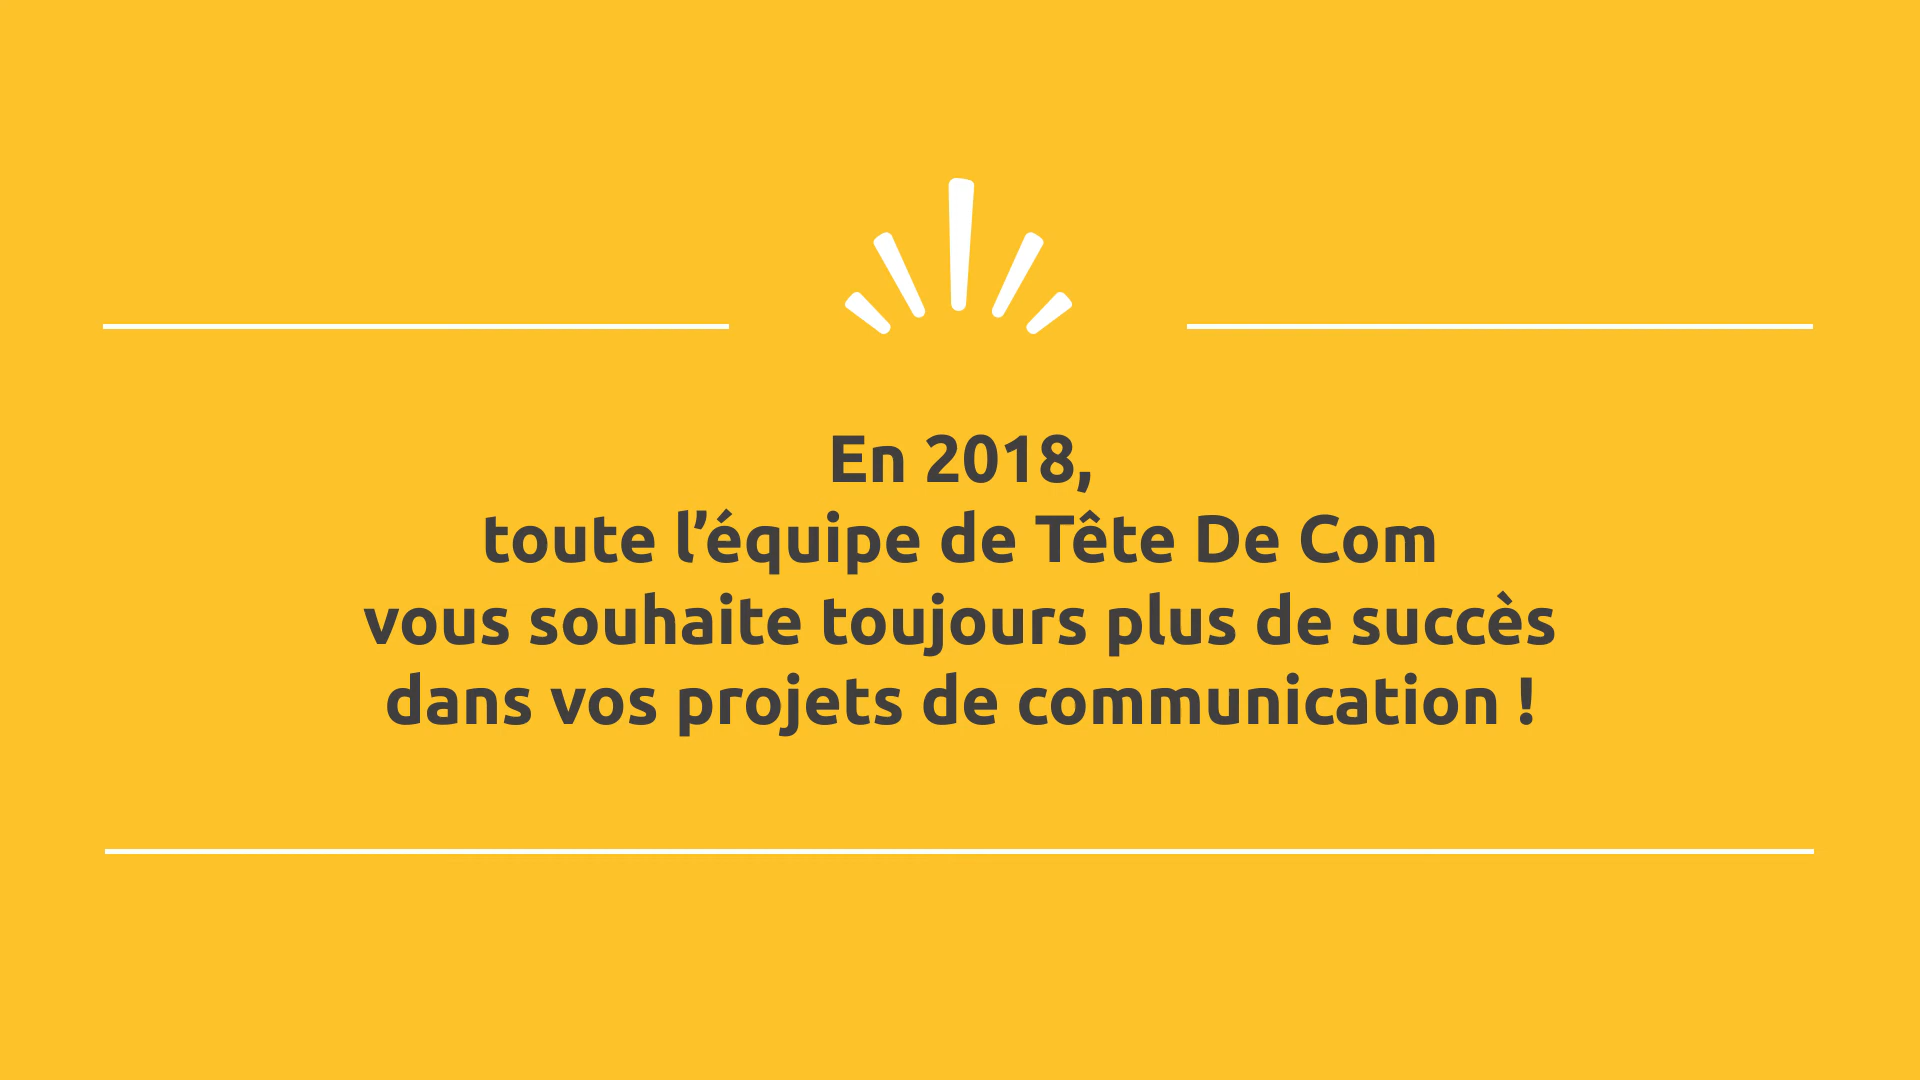 En 2018,
toute l’équipe de Tête De Com
vous souhaite toujours plus de succès
dans vos projets de communication !